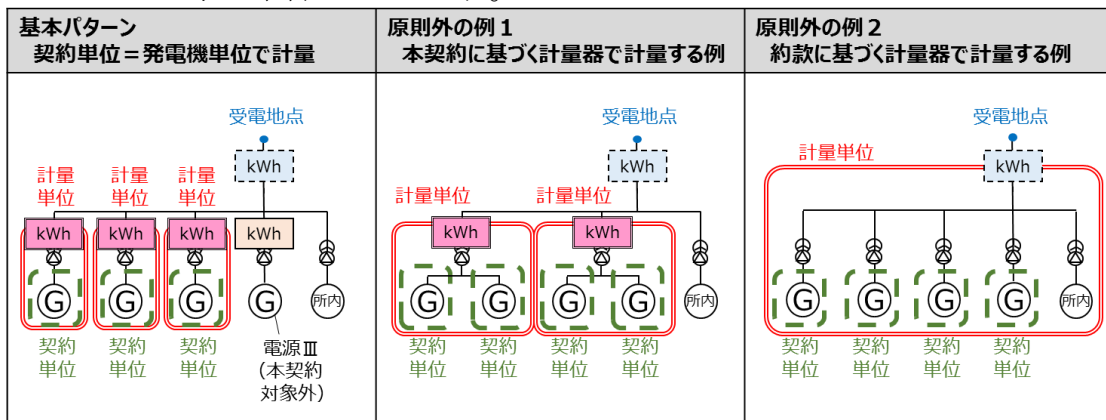 基本パターン
契約単位＝発電機単位で計量
受電地点
kWh
計量
単位
計量
単位
計量
単位
kWh
kWh
kWh
kWh
G
G
G
G
所内
契約
単位
契約
単位
契約
単位
電源Ⅲ
（本契約
対象外）
原則外の例１
本契約に基づく計量器で計量する例
受電地点
kWh
計量単位
計量単位
kWh
kWh
G
G
G
G
所内
契約
単位
契約
単位
契約
単位
契約
単位
原則外の例２
約款に基づく計量器で計量する例
受電地点
計量単位
kWh
G
G
G
G
所内
契約
単位
契約
単位
契約
単位
契約
単位